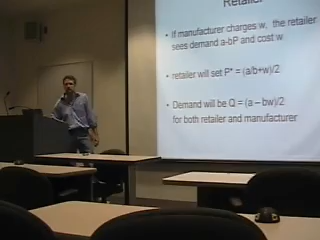 Retailer
• If manufacturer charges w, the retailer
sees demand a-bP and cost w
• retailer will set P* = (a/b+w)/2
• Demand will be Q = (a – bw)/2
for both retailer and manufacturer